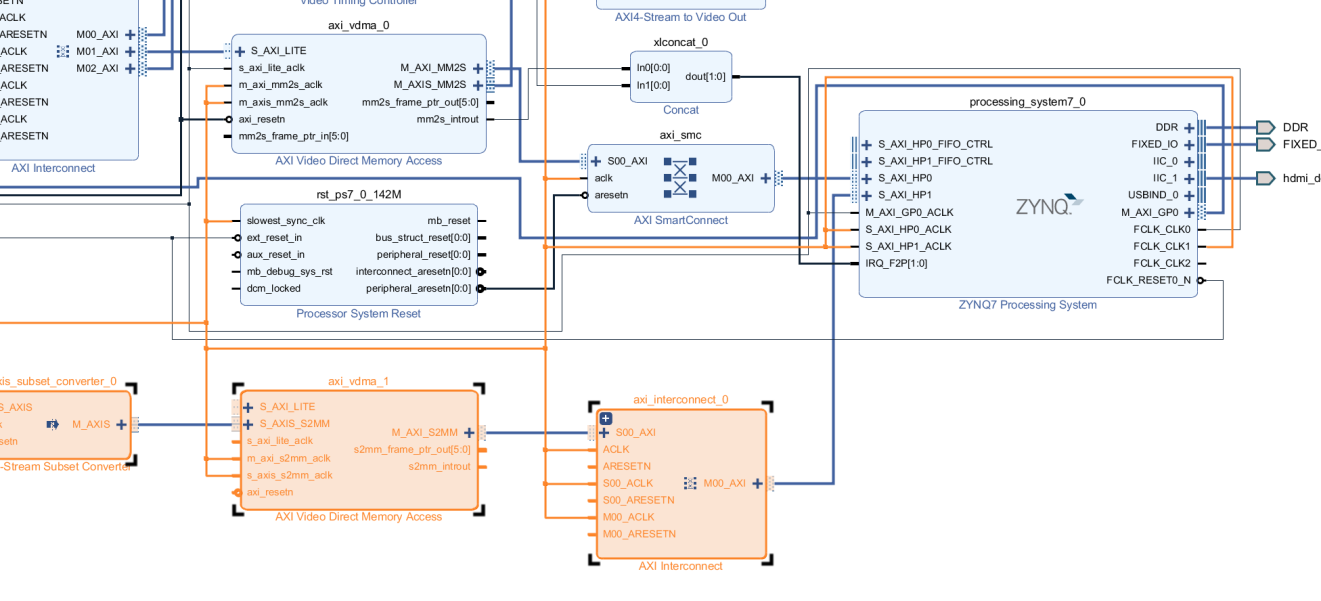 Video Timing Controller
AXI4-Stream to Video Out
ACLK
ARESETN
ACLK
ARESETN
ACLK
ARESETN
ACLK
ARESETN
M00_AXI
M01_AXI
M02_AXI
AXI Interconnect
axi_vdma_0
S_AXI_LITE
s_axi_lite_aclk
m_axi_mm2s_aclk
m_axis_mm2s_aclk
axi_resetn
mm2s_frame_ptr_in[5:0]
M_AXI_MM2S
M_AXIS_MM2S
mm2s_frame_ptr_out[5:0]
mm2s_introut
AXI Video Direct Memory Access
xlconcat_0
In0[0:0]
In1[0:0]
dout[1:0]
Concat
axi_smc
S00_AXI
aclk
aresetn
M00_AXI
AXI SmartConnect
processing_system7_0
S_AXI_HP0_FIFO_CTRL
S_AXI_HP1_FIFO_CTRL
S_AXI_HP0
S_AXI_HP1
M_AXI_GP0_ACLK
S_AXI_HP0_ACLK
S_AXI_HP1_ACLK
IRQ_F2P[1:0]
ZYNQ
DDR
FIXED_IO
IIC_0
IIC_1
USBIND_0
M_AXI_GP0
FCLK_CLK0
FCLK_CLK1
FCLK_CLK2
FCLK_RESET0_N
ZYNQ7 Processing System
DDR
FIXED_
hdmi_d
rst_ps7_0_142M
slowest_sync_clk
ext_reset_in
aux_reset_in
mb_debug_sys_rst
dcm_locked
mb_reset
bus_struct_reset[0:0]
peripheral_reset[0:0]
interconnect_aresetn[0:0]
peripheral_aresetn[0:0]
Processor System Reset
xis_subset_converter_0
S_AXIS
k
setn
M_AXIS
-Stream Subset Converter
axi_vdma_1
S_AXI_LITE
S_AXIS_S2MM
s_axi_lite_aclk
m_axi_s2mm_aclk
s_axis_s2mm_aclk
axi_resetn
M_AXI_S2MM
s2mm_frame_ptr_out[5:0]
s2mm_introut
AXI Video Direct Memory Access
axi_interconnect_0
S00_AXI
ACLK
ARESETN
S00_ACLK
S00_ARESETN
M00_ACLK
M00_ARESETN
M00_AXI
AXI Interconnect